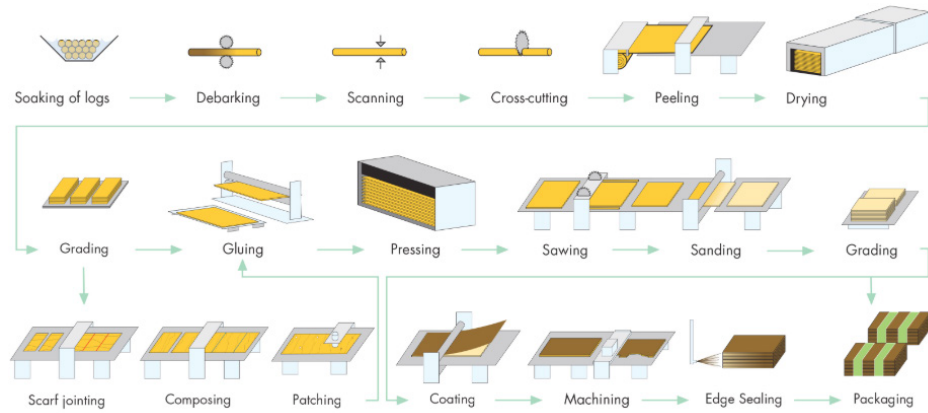 Soaking of logs
Debarking
Scanning
Cross-cutting
Peeling
Drying
Grading
Gluing
Pressing
Sawing
Sanding
Grading
Scarf jointing
Composing
Patching
Coating
Machining
Edge Sealing
Packaging